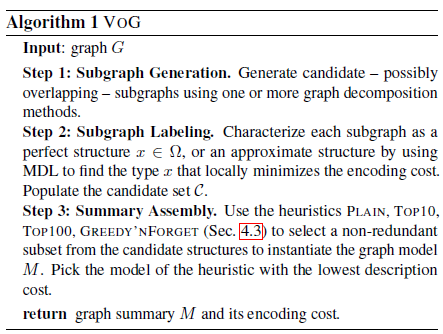 Algorithm 1 VOG
Input: graph G
Step 1: Subgraph Generation. Generate candidate – possibly
overlapping – subgraphs using one or more graph decomposition
methods.
Step 2: Subgraph Labeling. Characterize each subgraph as a
perfect structure x ∈ Ω, or an approximate structure by using
MDL to find the type x that locally minimizes the encoding cost.
Populate the candidate set C.
Step 3: Summary Assembly. Use the heuristics PLAIN, TOP10,
TOP100, GREEDY'NFORGET (Sec. 4.3) to select a non-redundant
subset from the candidate structures to instantiate the graph model
M. Pick the model of the heuristic with the lowest description
cost.
return graph summary M and its encoding cost.